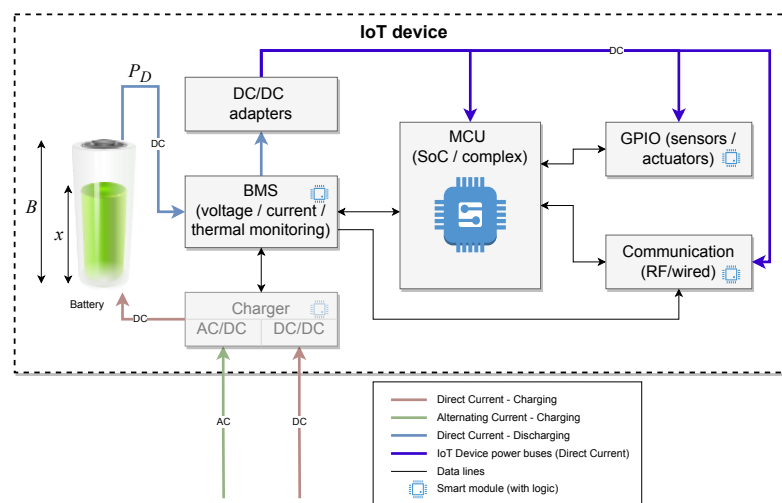 IoT device
P_D
DC
DC
DC/DC
adapters
MCU
(SoC / complex)
GPIO (sensors /
actuators)
BMS
(voltage / current /
thermal monitoring)
B
x
Communication
(RF/wired)
Battery
DC
Charger
AC/DC
DC/DC
AC
DC
Direct Current - Charging
Alternating Current - Charging
Direct Current - Discharging
IoT Device power buses (Direct Current)
Data lines
Smart module (with logic)